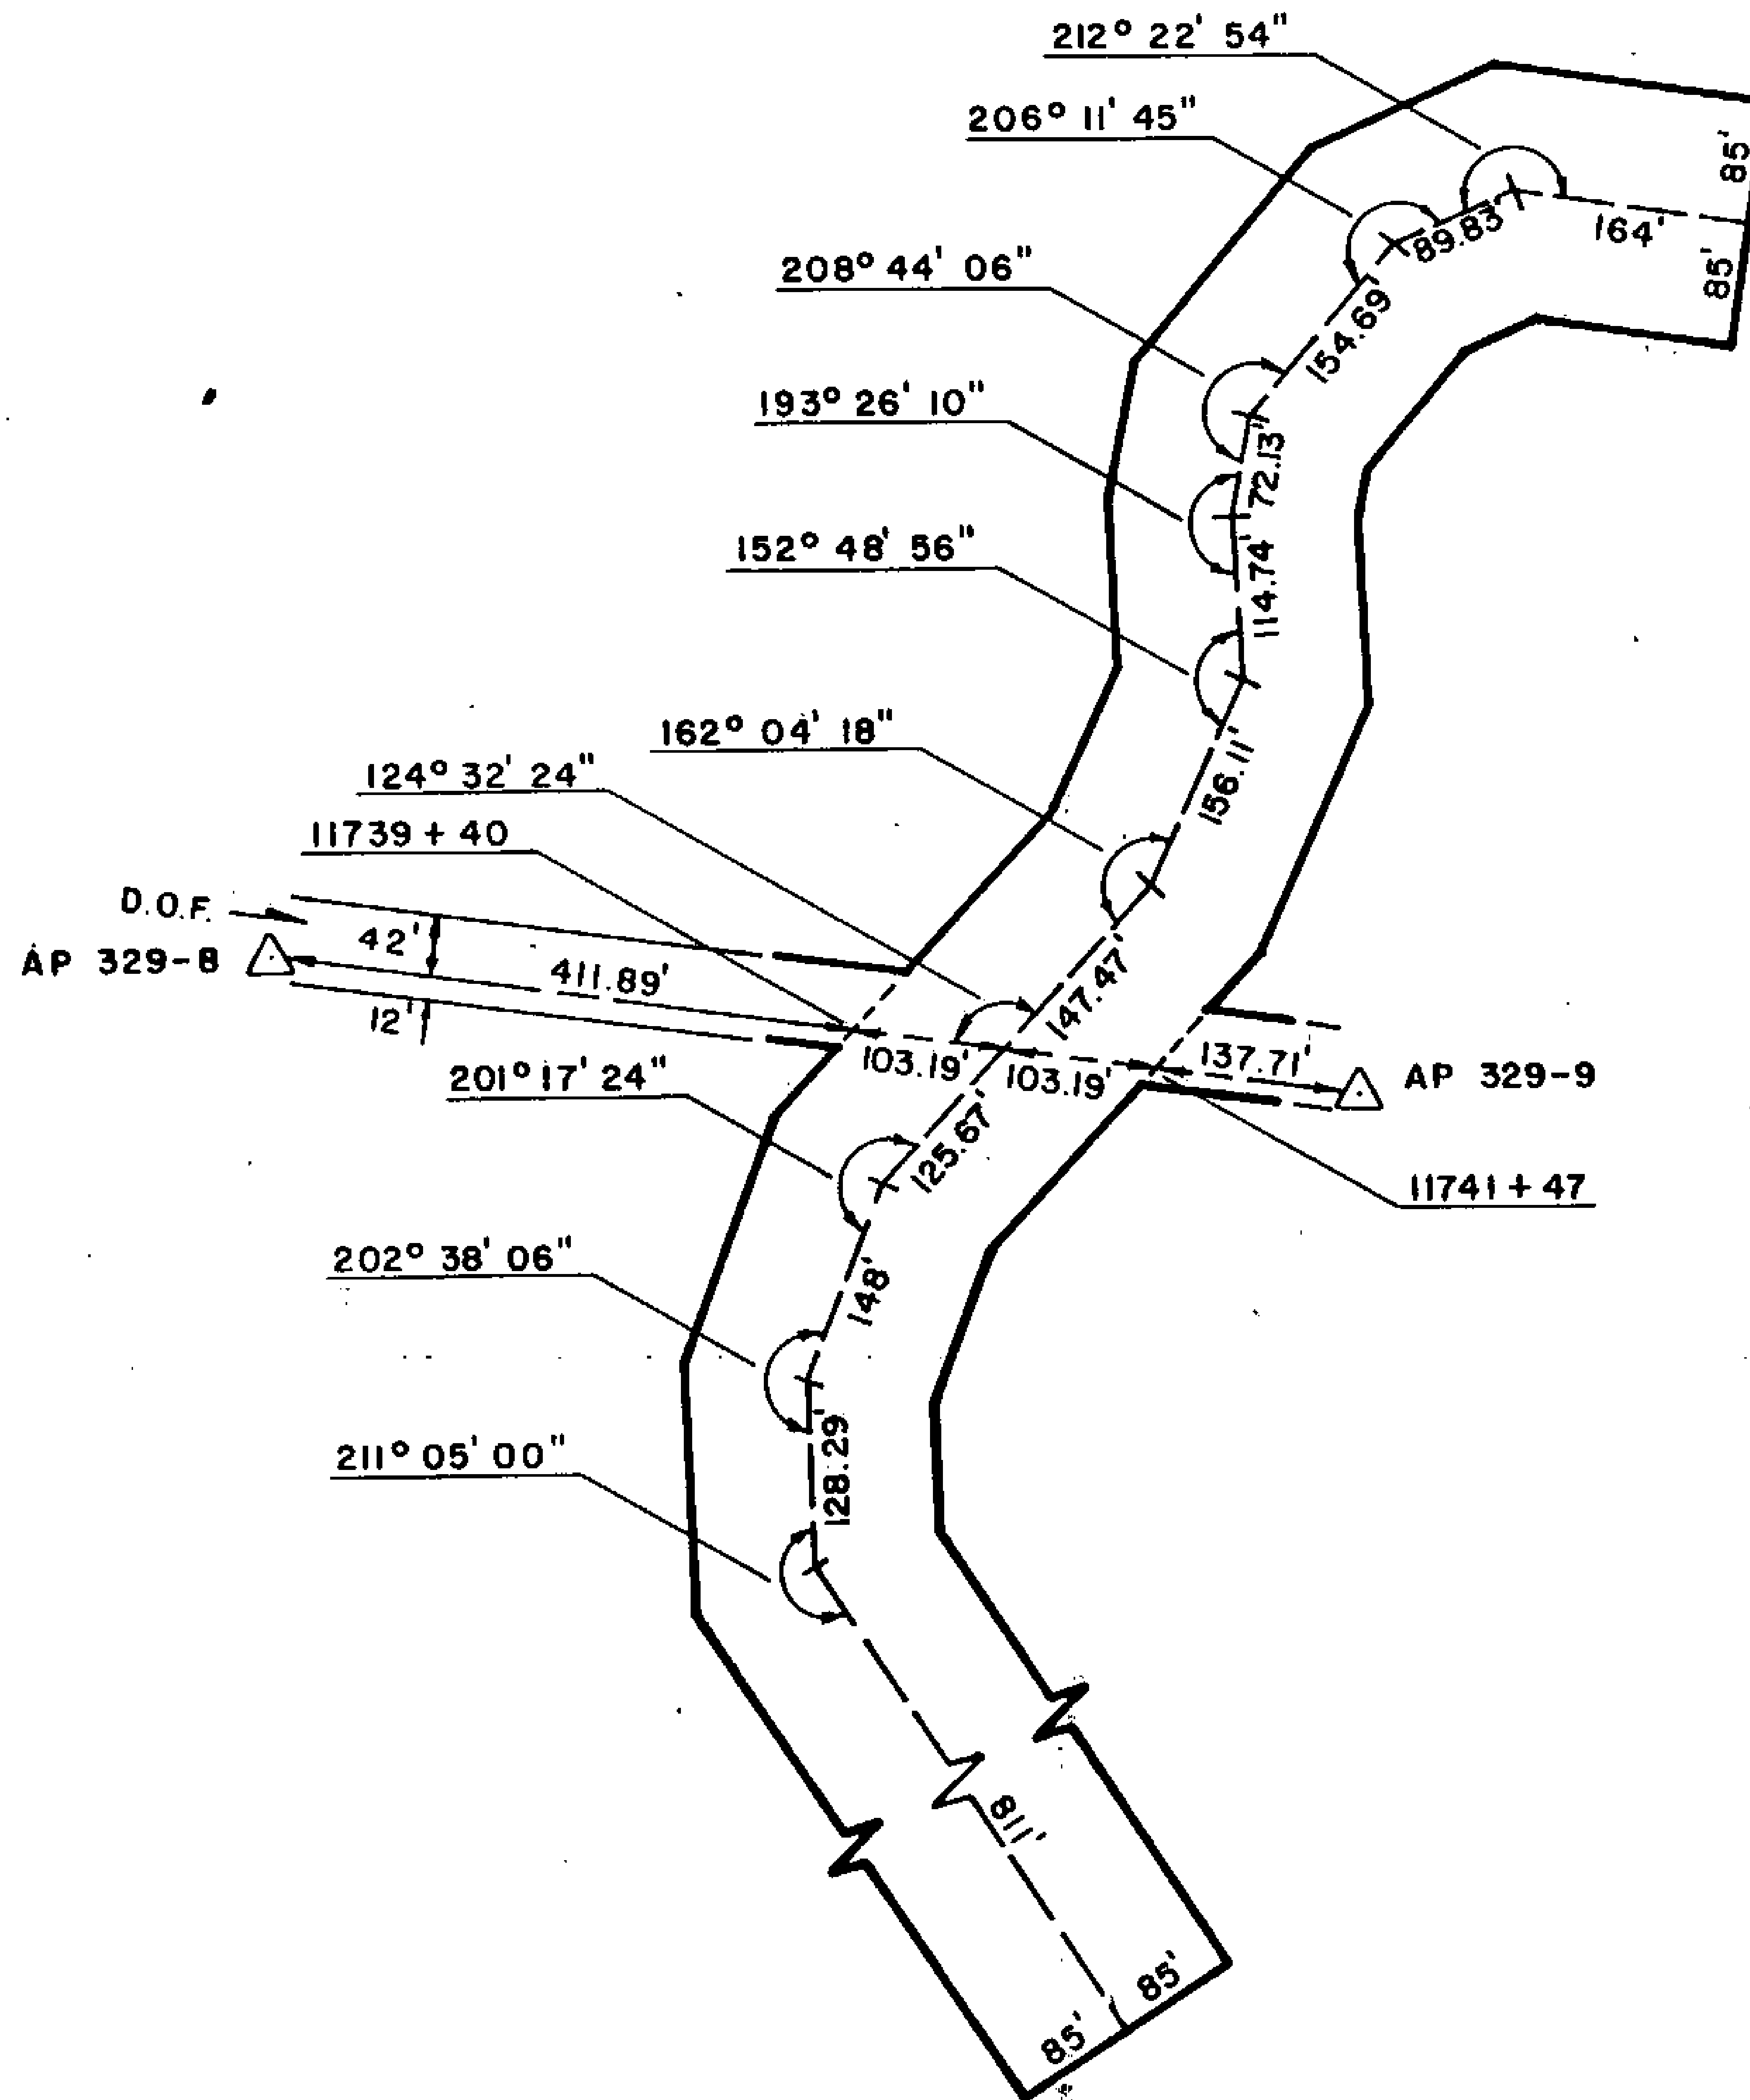 212° 22' 54"
206° 11' 45"
85'
85'
164'
89.83'
208° 44' 06"
154.69'
193° 26' 10"
72.13'
152° 48' 56"
114.74'
162° 04' 18"
156.11'
124° 32' 24"
11739 + 40
D.O.F.
42'
AP 329-8
411.89'
12'
147.47'
103.19'
103.19'
137.71'
AP 329-9
201° 17' 24"
125.67'
11741 + 47
202° 38' 06"
148'
211° 05' 00"
128.29'
811'
85'
85'